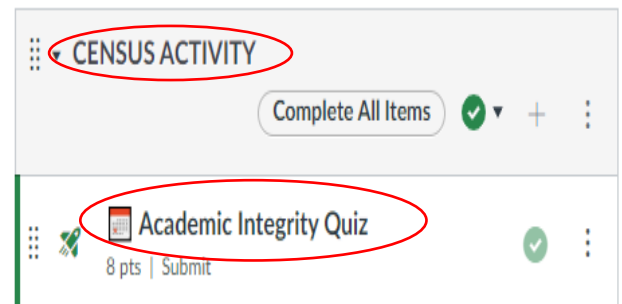 CENSUS ACTIVITY
Complete All Items
Academic Integrity Quiz
8 pts | Submit